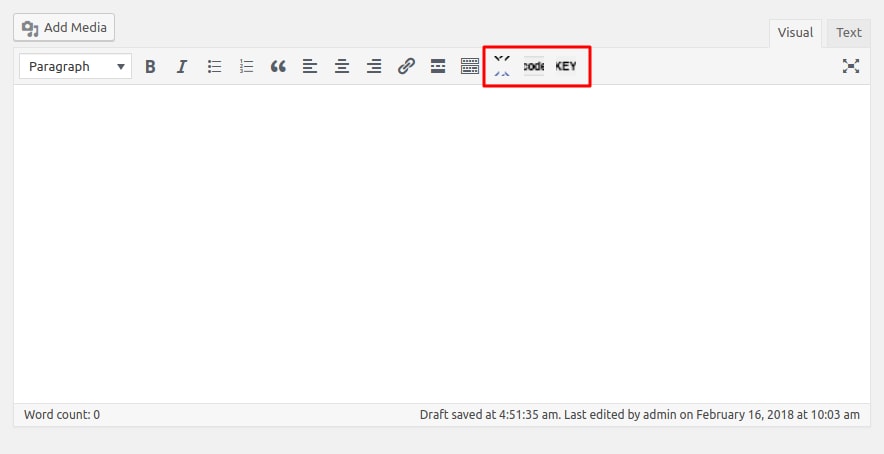 Add Media
Visual Text
Paragraph B I code KEY
Word count: 0
Draft saved at 4:51:35 am. Last edited by admin on February 16, 2018 at 10:03 am